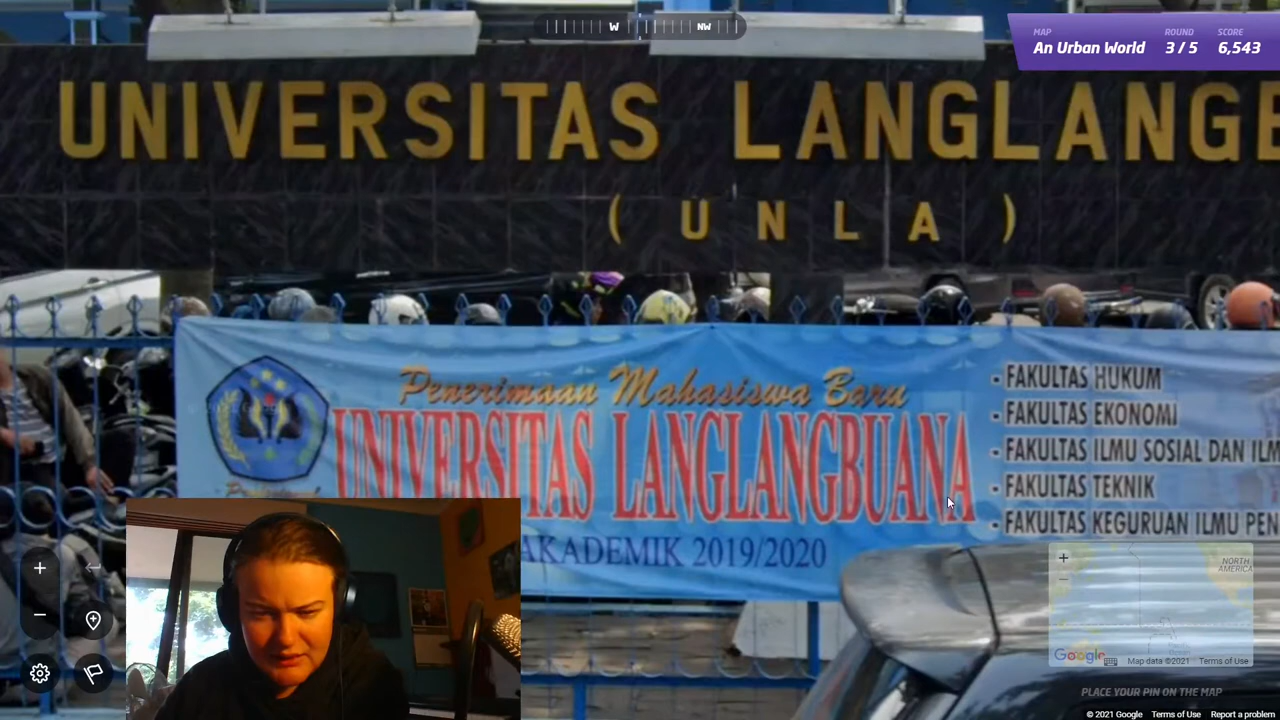 W
NW
MAP
An Urban World
ROUND
3 / 5
SCORE
6,543
UNIVERSITAS LANGLANGB
( U N L A )
Penerimaan Mahasiswa Baru
UNIVERSITAS LANGLANGBUANA
AKADEMIK 2019/2020
- FAKULTAS HUKUM
- FAKULTAS EKONOMI
- FAKULTAS ILMU SOSIAL DAN ILM
- FAKULTAS TEKNIK
- FAKULTAS KEGURUAN ILMU PEN
NORTH
AMERICA
Ocean
Google
Map data ©2021
Terms of Use
PLACE YOUR PIN ON THE MAP
© 2021 Google
Terms of Use
Report a problem